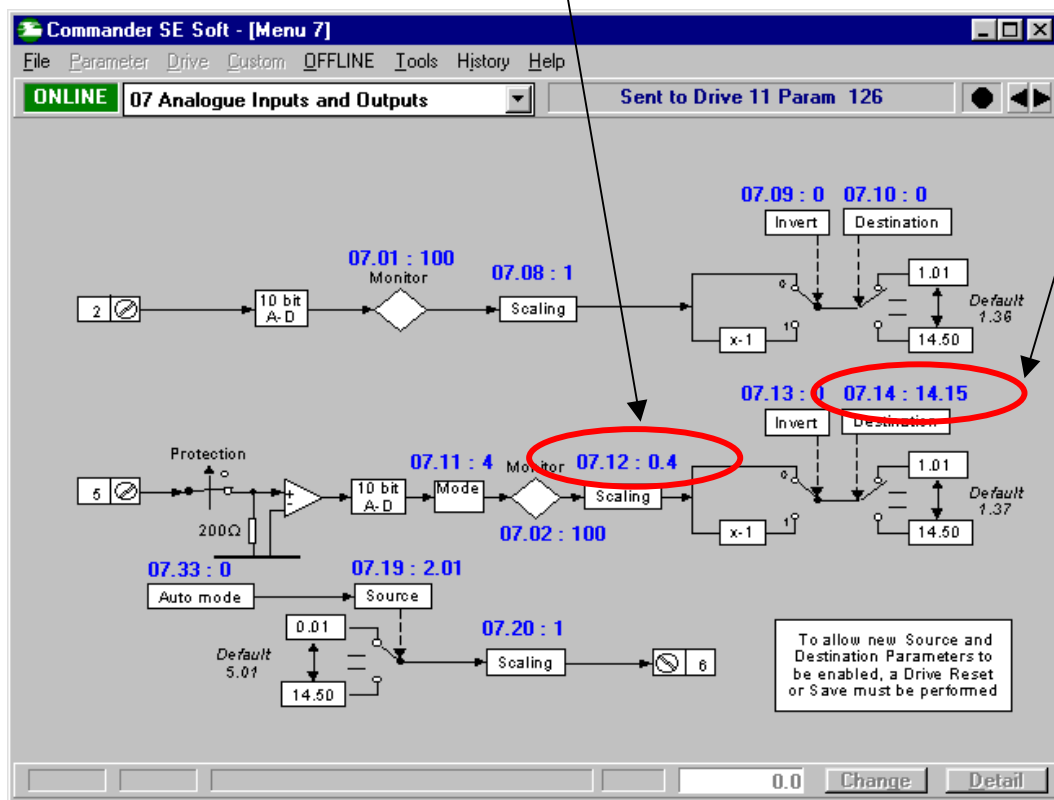 Commander SE Soft - [Menu 7]
File Parameter Drive Custom OFFLINE Tools History Help
ONLINE 07 Analogue Inputs and Outputs Sent to Drive 11 Param 126
07.09 : 0 07.10 : 0
Invert Destination
07.01 : 100
Monitor
07.08 : 1
2
10 bit
A-D
Scaling
0
1
x-1
1.01
14.50
Default
1.36
07.13 : 0 07.14 : 14.15
Invert Destination
Protection
07.11 : 4
Monitor
07.12 : 0.4
5
200Ω
+
-
10 bit
A-D
Mode
Scaling
07.02 : 100
0
1
x-1
1.01
14.50
Default
1.37
07.33 : 0
07.19 : 2.01
Auto mode
Source
0.01
Default
5.01
14.50
07.20 : 1
Scaling
6
To allow new Source and
Destination Parameters to
be enabled, a Drive Reset
or Save must be performed
0.0 Change Detail